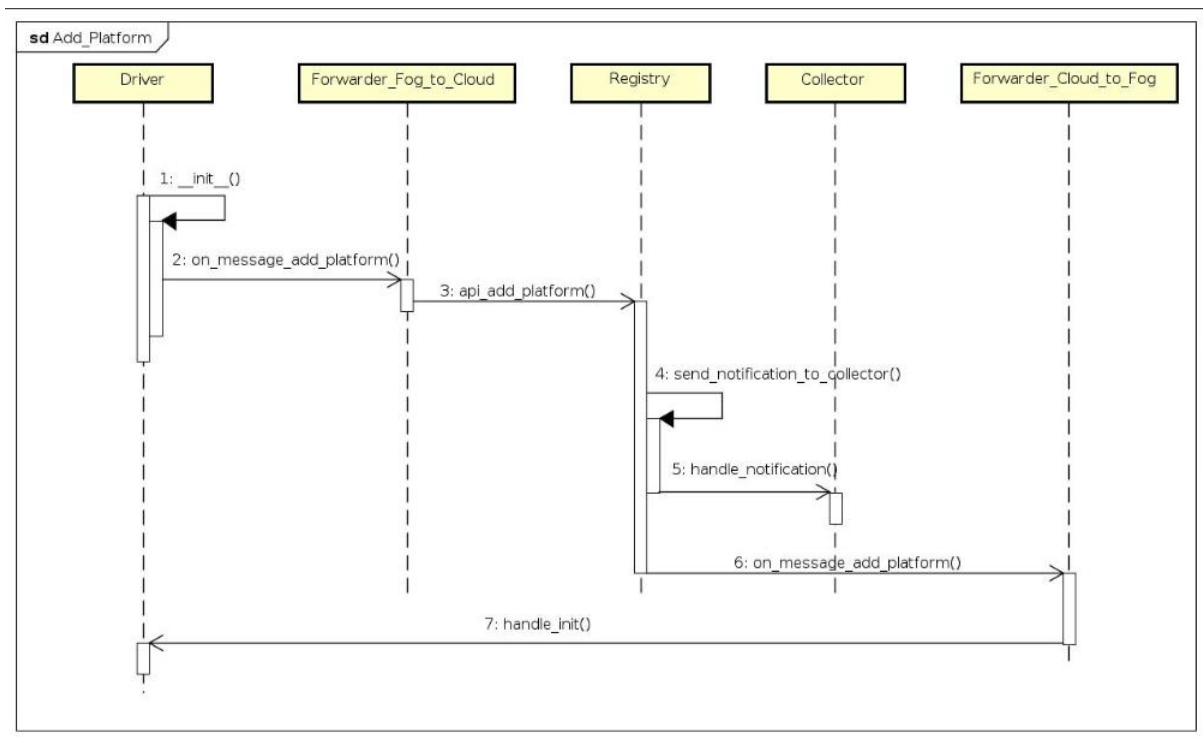 sd Add_Platform
Driver
Forwarder_Fog_to_Cloud
Registry
Collector
Forwarder_Cloud_to_Fog
1: __init__()
2: on_message_add_platform()
3: api_add_platform()
4: send_notification_to_collector()
5: handle_notification()
6: on_message_add_platform()
7: handle_init()